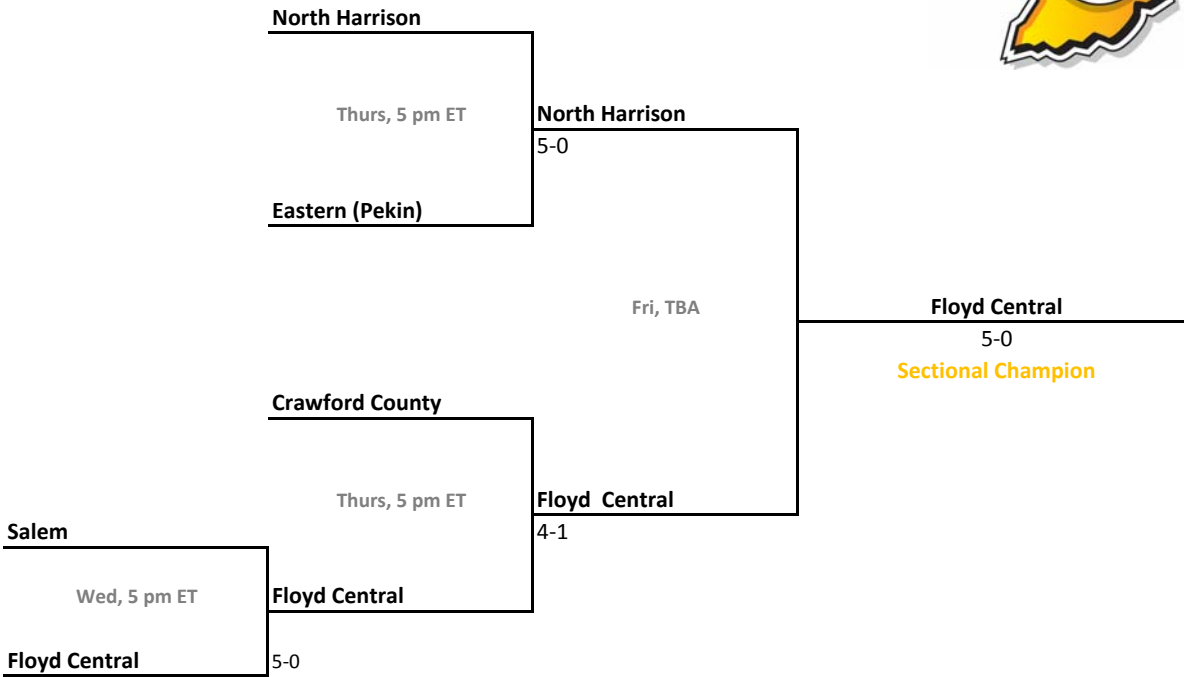 North Harrison
Thurs, 5 pm ET
North Harrison
5-0
Eastern (Pekin)
Fri, TBA
Floyd Central
5-0
Sectional Champion
Crawford County
Thurs, 5 pm ET
Floyd  Central
4-1
Salem
Wed, 5 pm ET
Floyd Central
Floyd Central
5-0